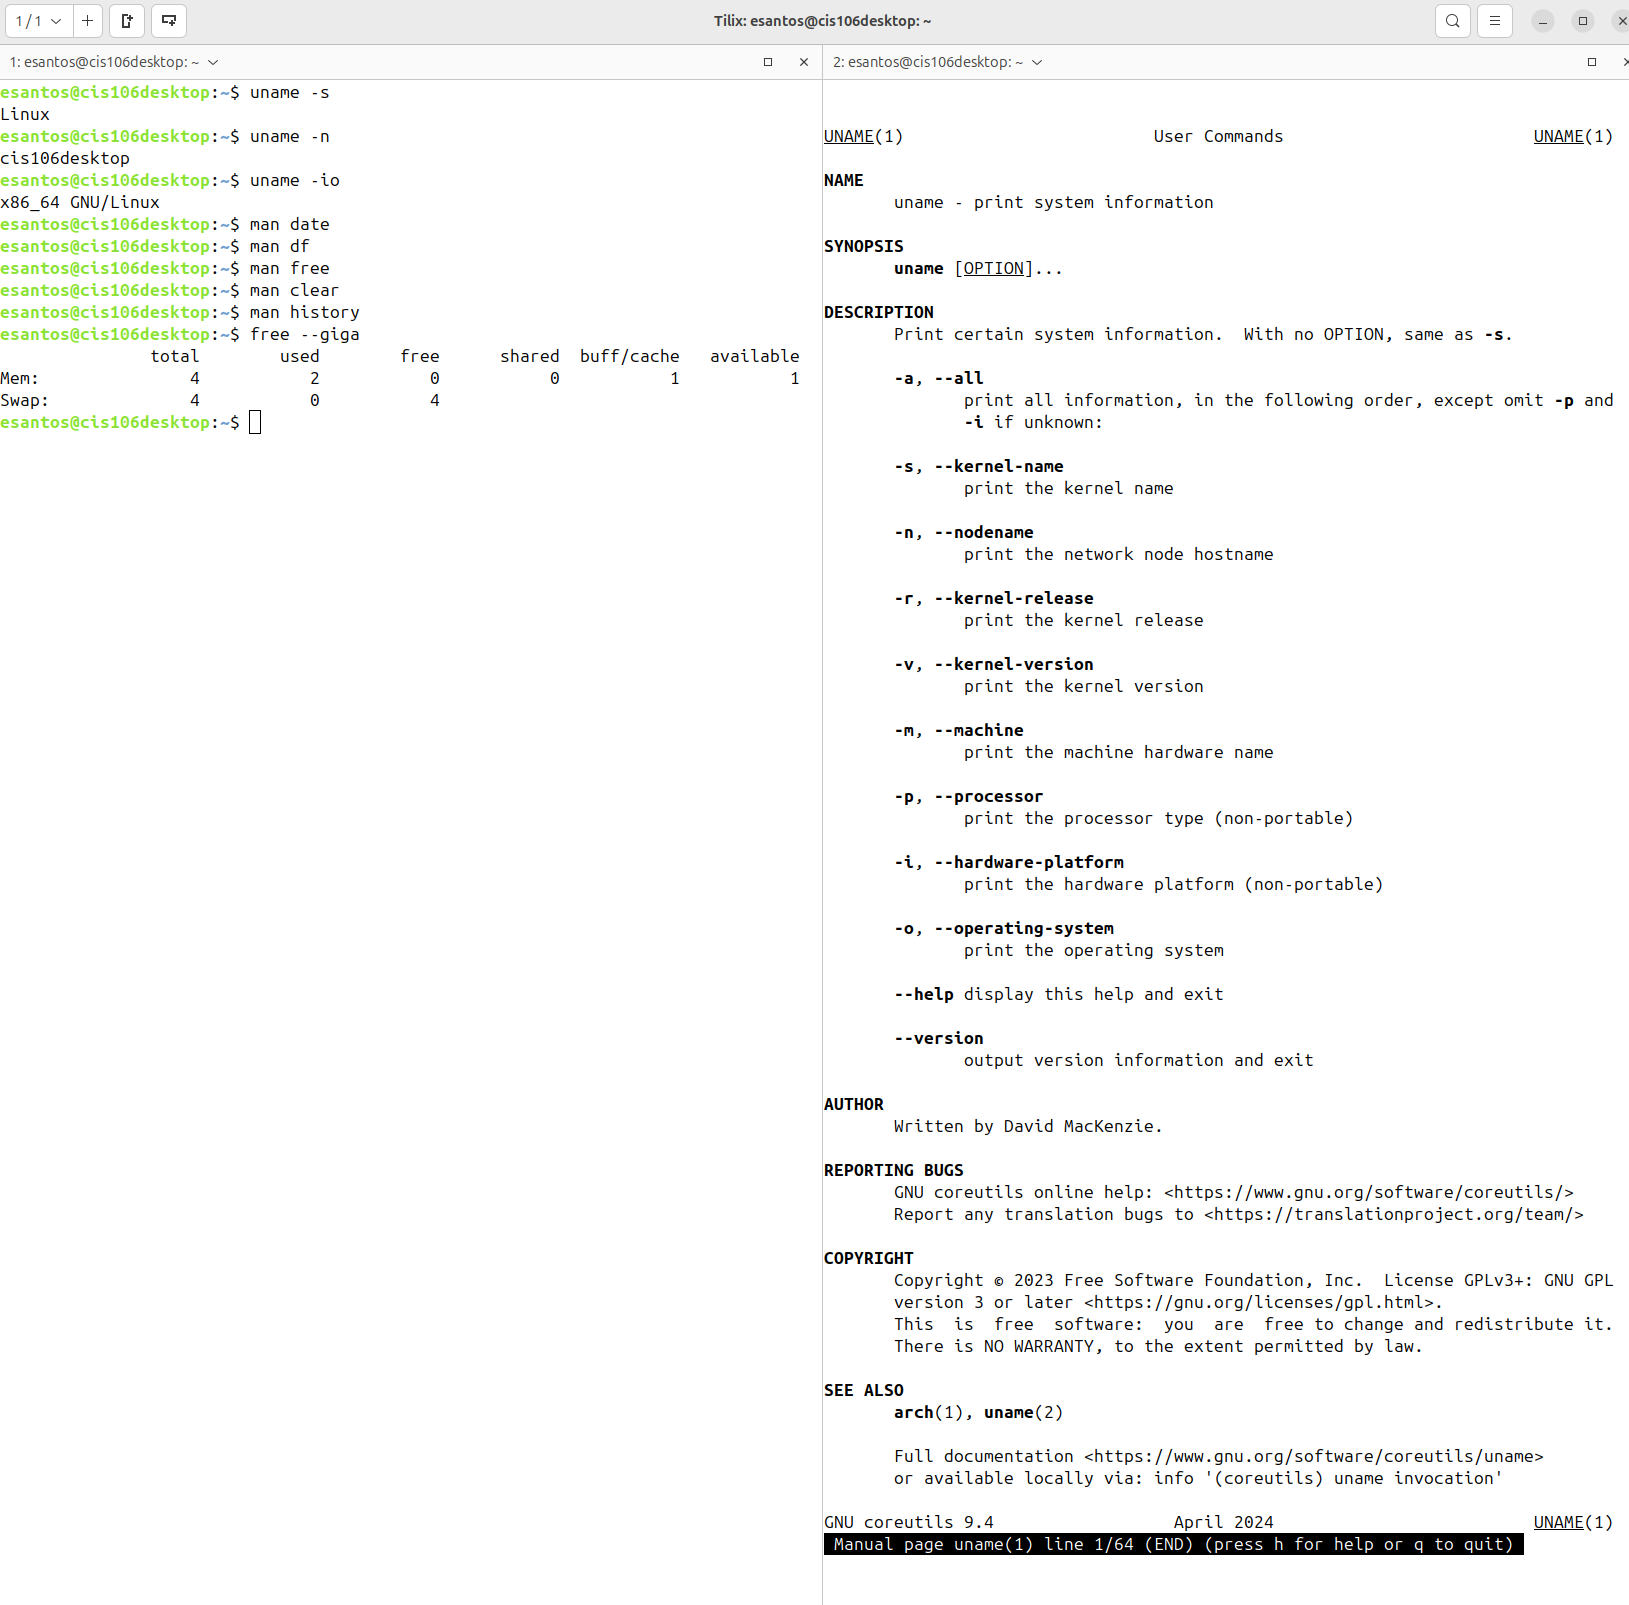 1 / 1
Tilix: esantos@cis106desktop: ~
1: esantos@cis106desktop: ~
esantos@cis106desktop:~$ uname -s
Linux
esantos@cis106desktop:~$ uname -n
cis106desktop
esantos@cis106desktop:~$ uname -io
x86_64 GNU/Linux
esantos@cis106desktop:~$ man date
esantos@cis106desktop:~$ man df
esantos@cis106desktop:~$ man free
esantos@cis106desktop:~$ man clear
esantos@cis106desktop:~$ man history
esantos@cis106desktop:~$ free --giga
               total        used        free      shared  buff/cache   available
Mem:               4           2           0           0           1           1
Swap:              4           0           4
esantos@cis106desktop:~$
2: esantos@cis106desktop: ~
UNAME(1)                         User Commands                         UNAME(1)
NAME
       uname - print system information
SYNOPSIS
       uname [OPTION]...
DESCRIPTION
       Print certain system information.  With no OPTION, same as -s.
       -a, --all
              print all information, in the following order, except omit -p and
              -i if unknown:
       -s, --kernel-name
              print the kernel name
       -n, --nodename
              print the network node hostname
       -r, --kernel-release
              print the kernel release
       -v, --kernel-version
              print the kernel version
       -m, --machine
              print the machine hardware name
       -p, --processor
              print the processor type (non-portable)
       -i, --hardware-platform
              print the hardware platform (non-portable)
       -o, --operating-system
              print the operating system
       --help display this help and exit
       --version
              output version information and exit
AUTHOR
       Written by David MacKenzie.
REPORTING BUGS
       GNU coreutils online help: <https://www.gnu.org/software/coreutils/>
       Report any translation bugs to <https://translationproject.org/team/>
COPYRIGHT
       Copyright © 2023 Free Software Foundation, Inc.  License GPLv3+: GNU GPL
       version 3 or later <https://gnu.org/licenses/gpl.html>.
       This  is  free  software:  you  are  free to change and redistribute it.
       There is NO WARRANTY, to the extent permitted by law.
SEE ALSO
       arch(1), uname(2)
       Full documentation <https://www.gnu.org/software/coreutils/uname>
       or available locally via: info '(coreutils) uname invocation'
GNU coreutils 9.4                  April 2024                          UNAME(1)
 Manual page uname(1) line 1/64 (END) (press h for help or q to quit)